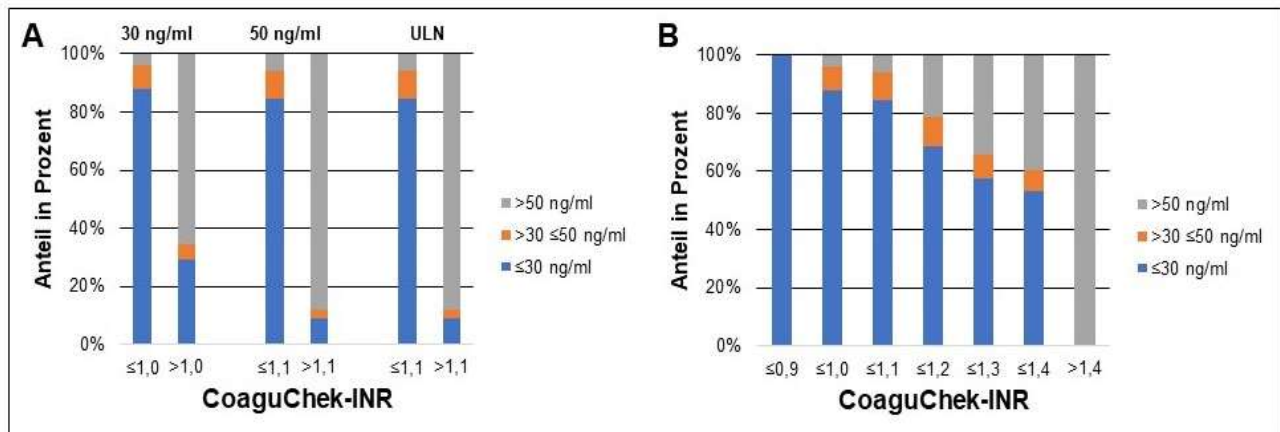 A
30 ng/ml 50 ng/ml ULN
100%
80%
60%
40%
20%
0%
Anteil in Prozent
≤1,0 >1,0 ≤1,1 >1,1 ≤1,1 >1,1
CoaguChek-INR
>50 ng/ml
>30 ≤50 ng/ml
≤30 ng/ml
B
100%
80%
60%
40%
20%
0%
Anteil in Prozent
≤0,9 ≤1,0 ≤1,1 ≤1,2 ≤1,3 ≤1,4 >1,4
CoaguChek-INR
>50 ng/ml
>30 ≤50 ng/ml
≤30 ng/ml